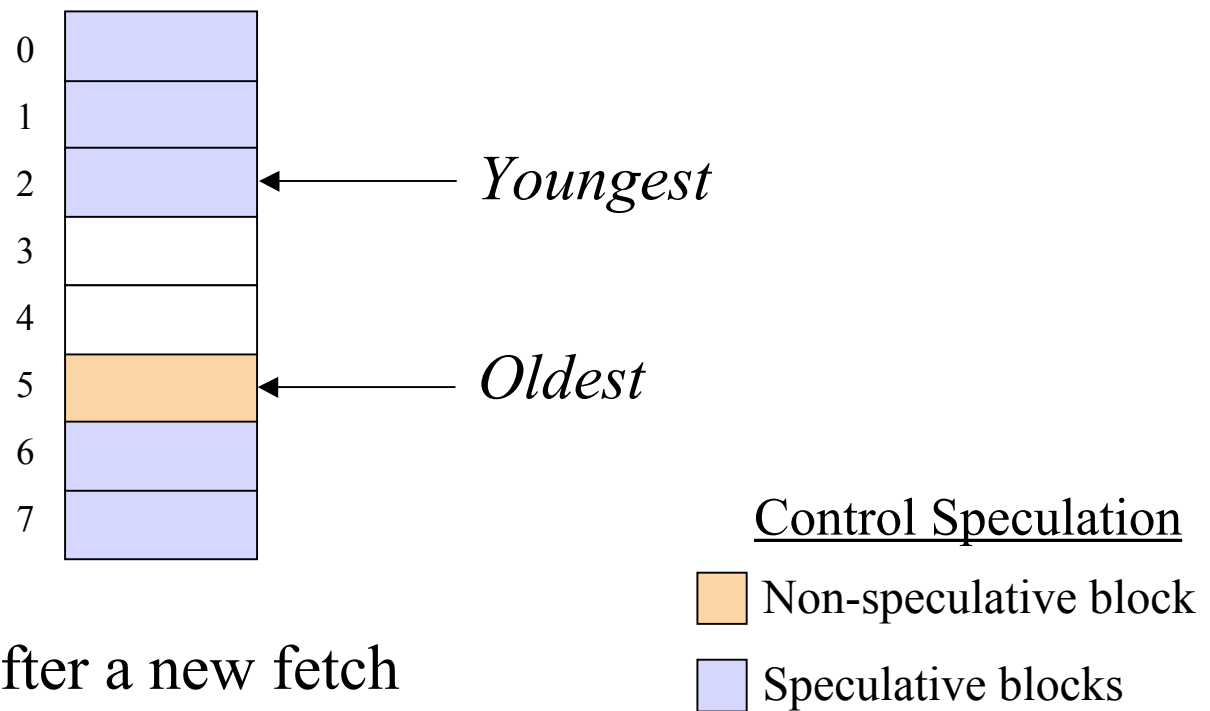 0
1
2
Youngest
3
4
5
Oldest
6
7
Control Speculation
Non-speculative block
fter a new fetch
Speculative blocks